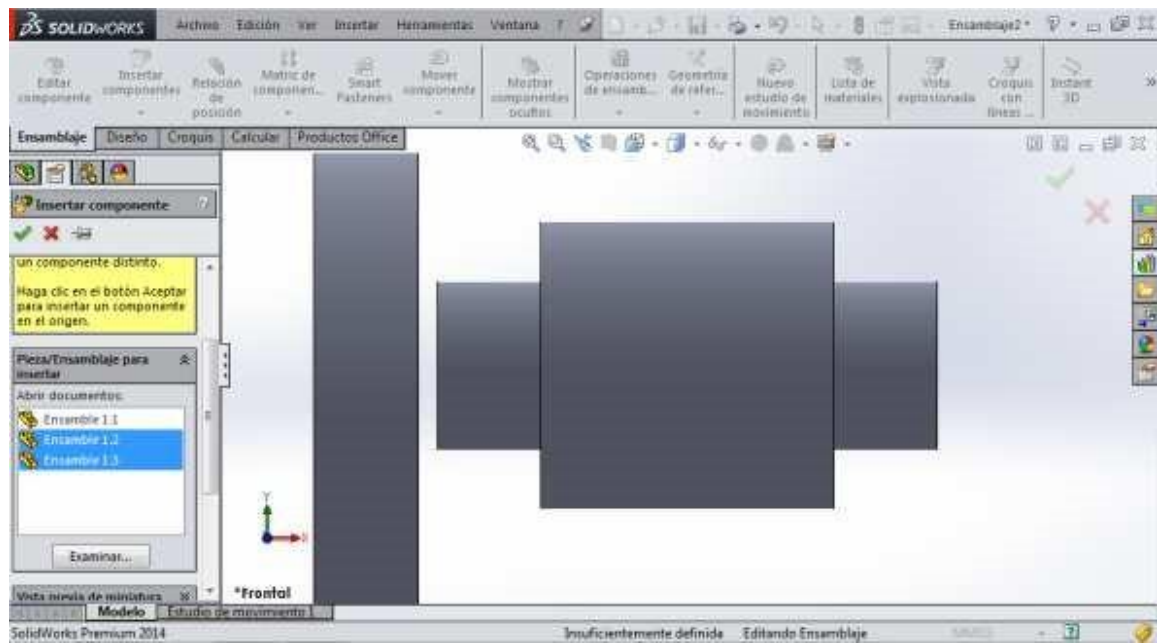 SOLIDWORKS
Archivo Edición Ver Insertar Herramientas Ventana ? Ensamblaje2 *
Editar componente
Insertar componentes
Relación de posición
Matriz de componen...
Smart Fasteners
Mover componente
Mostrar componentes ocultos
Operaciones de ensamb...
Geometría de refer...
Nuevo estudio de movimiento
Lista de materiales
Vista explosionada
Croquis con líneas ...
Instant 3D
Ensamblaje Diseño Croquis Calcular Productos Office
Insertar componente ?
un componente distinto.
Haga clic en el botón Aceptar
para insertar un componente
en el origen.
Pieza/Ensamblaje para
insertar
Abrir documentos:
Ensamble 1.1
Ensamble 1.2
Ensamble 1.3
Examinar...
Vista previa de miniatura
Y
X
*Frontal
Modelo Estudio de movimiento 1
SolidWorks Premium 2014 Insuficientemente definida Editando Ensamblaje